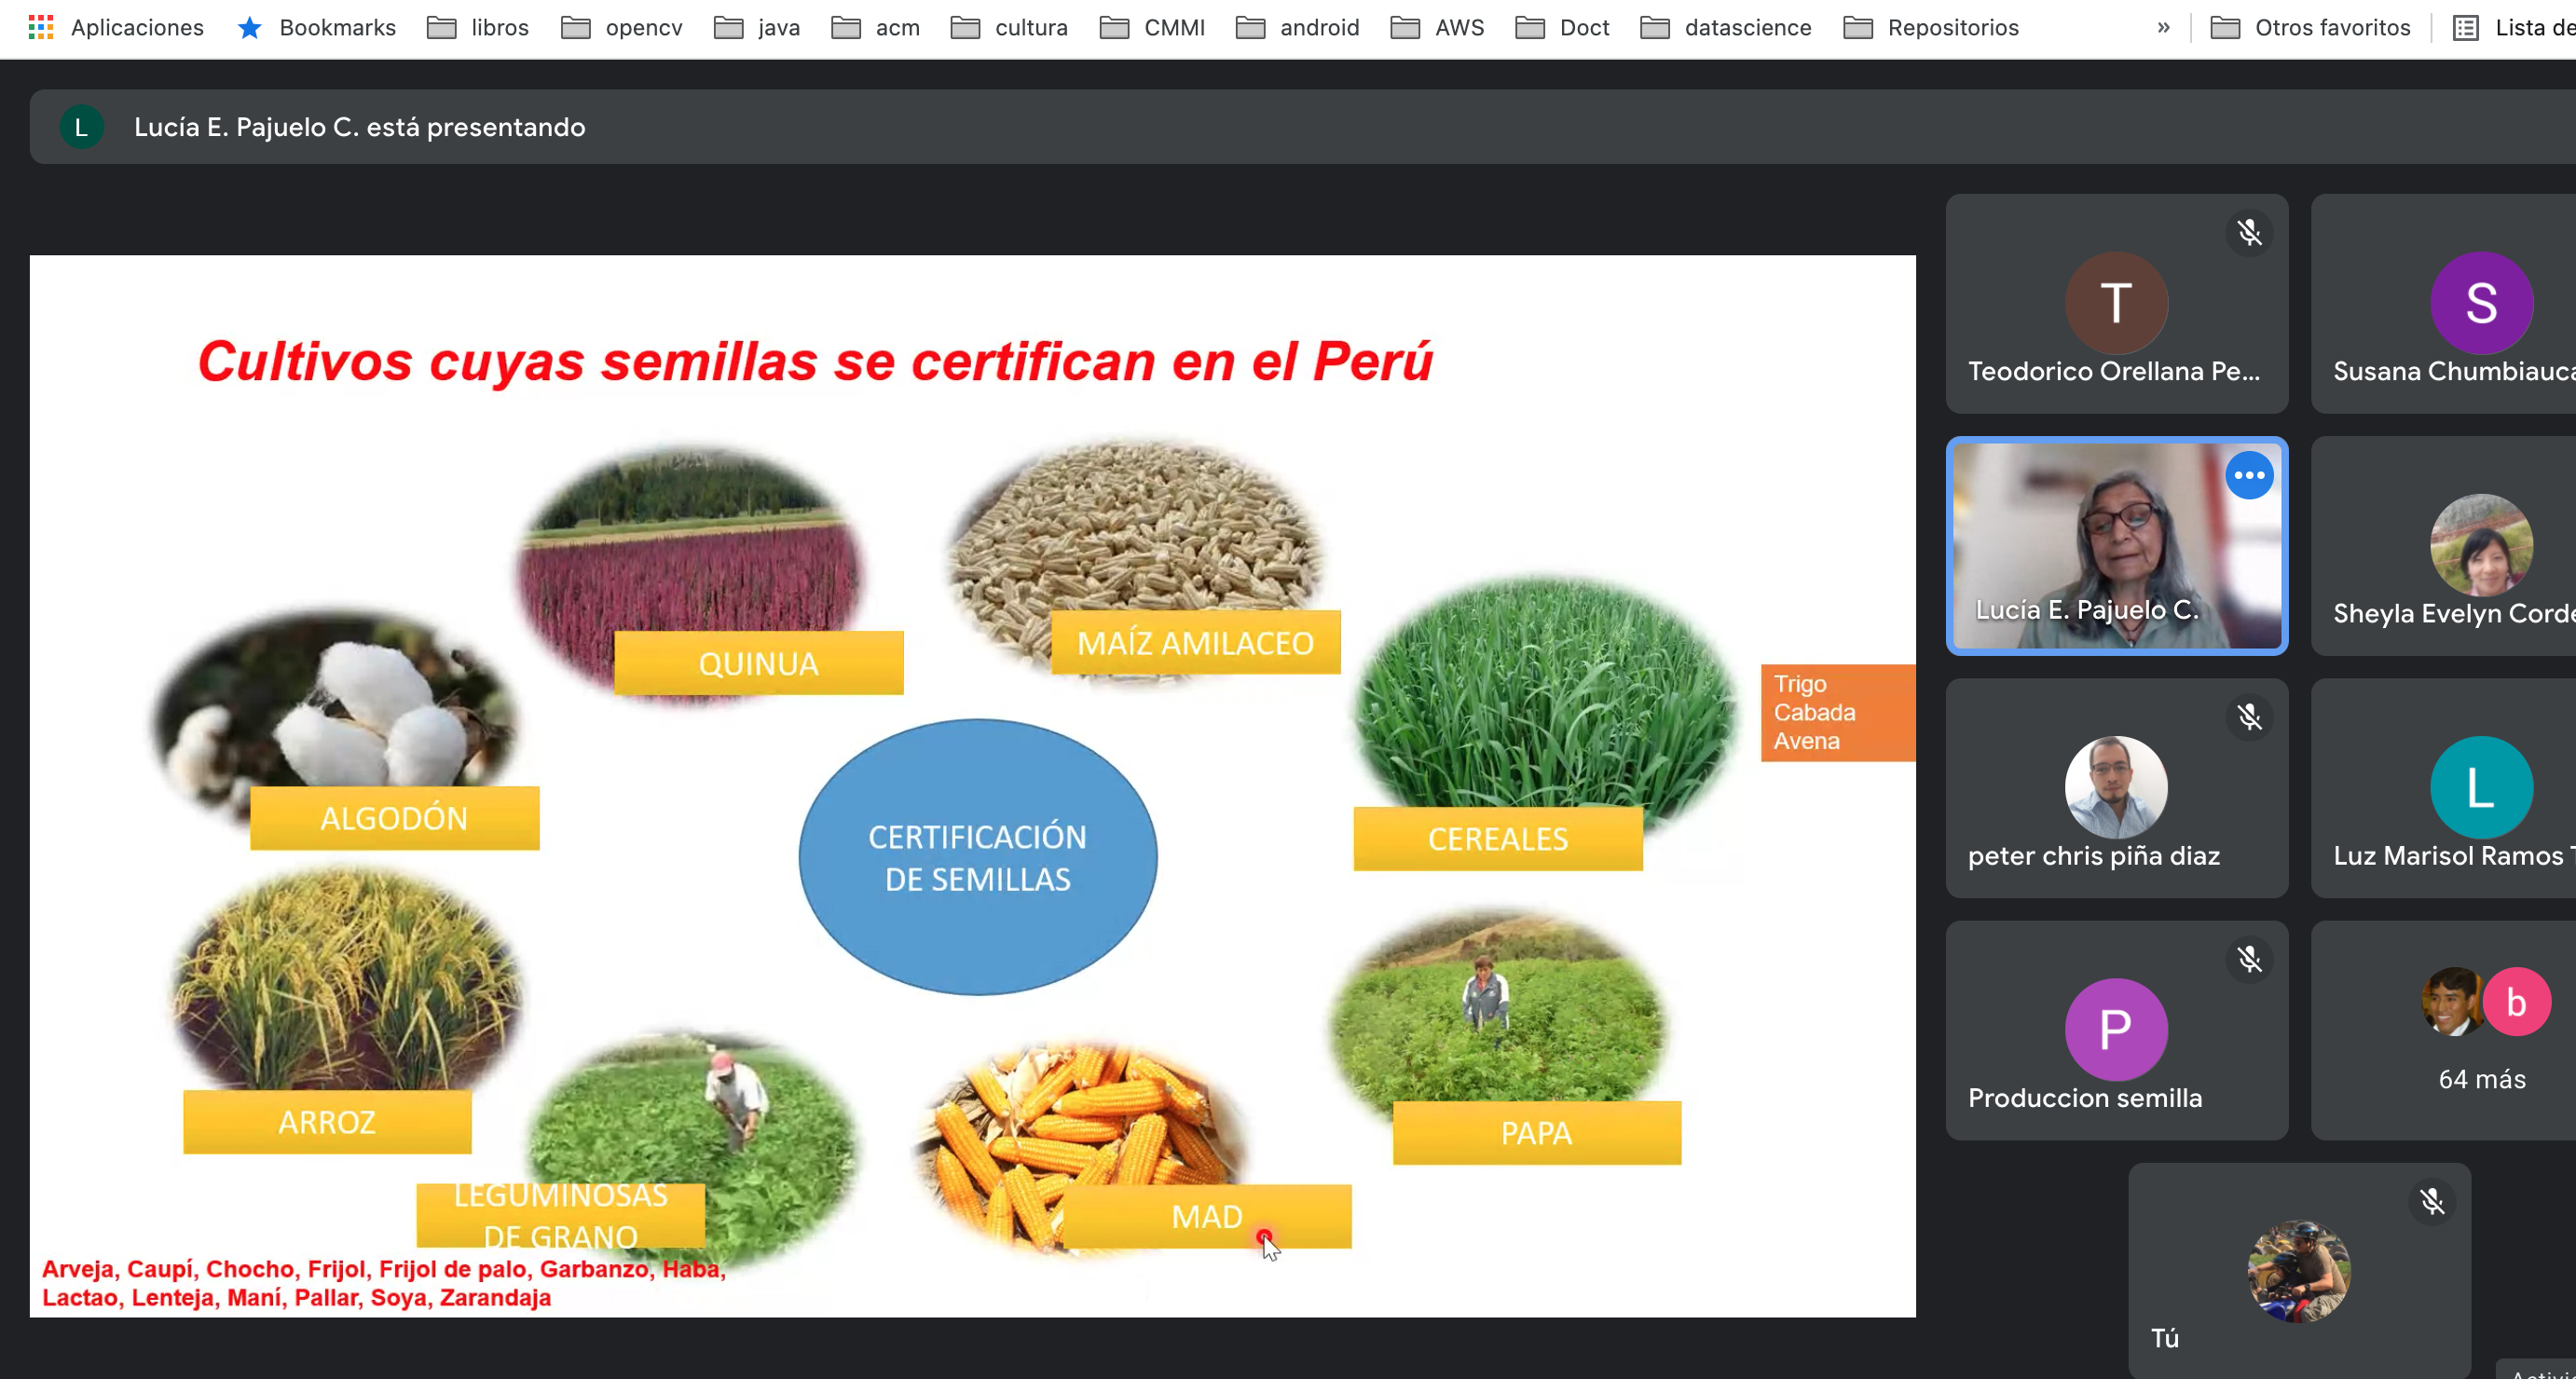 Aplicaciones Bookmarks libros opencv java acm cultura CMMI android AWS Doct datascience Repositorios » Otros favoritos Lista de
L Lucía E. Pajuelo C. está presentando
Cultivos cuyas semillas se certifican en el Perú
QUINUA
MAÍZ AMILACEO
Trigo
Cabada
Avena
ALGODÓN
CEREALES
CERTIFICACIÓN
DE SEMILLAS
ARROZ
PAPA
LEGUMINOSAS
DE GRANO
MAD
Arveja, Caupí, Chocho, Frijol, Frijol de palo, Garbanzo, Haba,
Lactao, Lenteja, Maní, Pallar, Soya, Zarandaja
T
Teodorico Orellana Pe...
S
Susana Chumbiauca
Lucía E. Pajuelo C.
Sheyla Evelyn Corde
peter chris piña diaz
L
Luz Marisol Ramos T
P
Produccion semilla
b
64 más
Tú